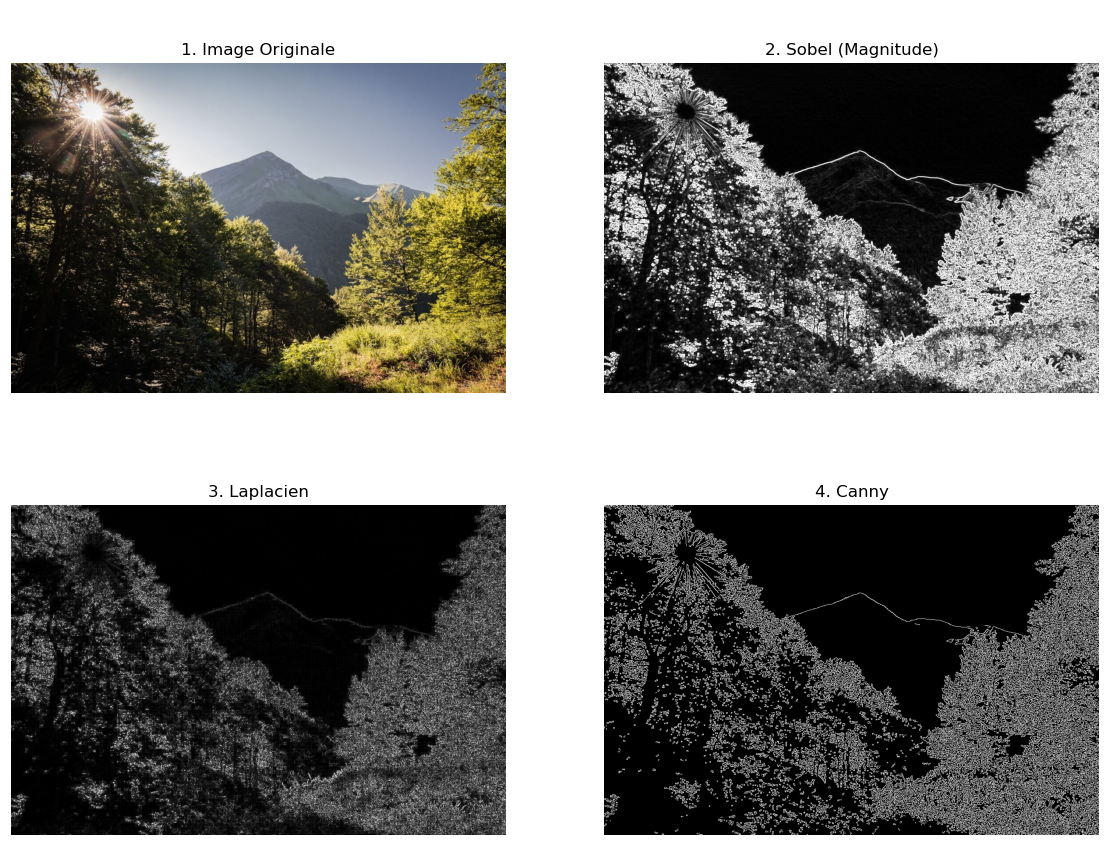 1. Image Originale
2. Sobel (Magnitude)
3. Laplacien
4. Canny